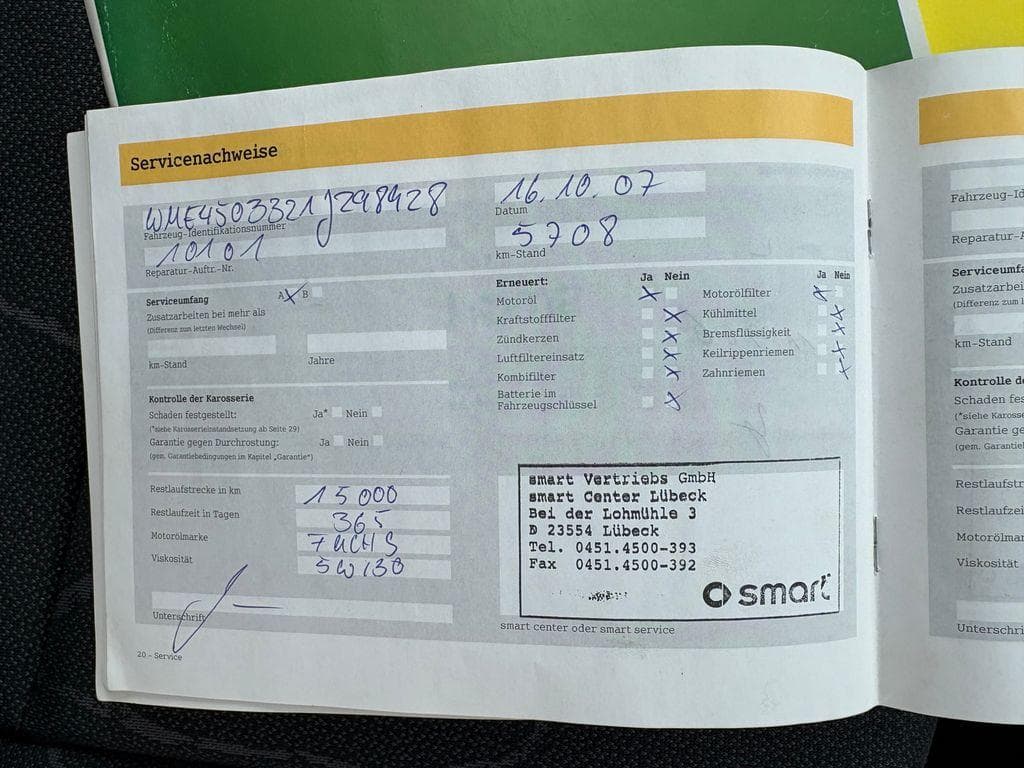 Servicenachweise
WME4503321J298428
Fahrzeug-Identifikationsnummer
10101
Reparatur-Auftr.-Nr.
16.10.07
Datum
5708
km-Stand
Serviceumfang A X B
Zusatzarbeiten bei mehr als
(Differenz zum letzten Wechsel)
km-Stand Jahre
Kontrolle der Karosserie
Schaden festgestellt: Ja* Nein
(*siehe Karosserieinstandsetzung ab Seite 29)
Garantie gegen Durchrostung: Ja Nein
(gem. Garantiebedingungen im Kapitel „Garantie“)
Restlaufstrecke in km 15000
Restlaufzeit in Tagen 365
Motorölmarke FUCHS
Viskosität 5W30
Unterschrift
20 – Service
Erneuert: Ja Nein
Motoröl X
Kraftstofffilter X
Zündkerzen X
Luftfiltereinsatz X
Kombifilter X
Batterie im
Fahrzeugschlüssel X
Ja Nein
Motorölfilter X
Kühlmittel X
Bremsflüssigkeit X
Keilrippenriemen X
Zahnriemen X
smart Vertriebs GmbH
smart Center Lübeck
Bei der Lohmühle 3
D 23554 Lübeck
Tel. 0451.4500-393
Fax 0451.4500-392
smart
smart center oder smart service
Fahrzeug-Id
Reparatur-A
Serviceumfa
Zusatzarbei
(Differenz zum l
km-Stand
Kontrolle d
Schaden fes
(*siehe Karosse
Garantie ge
(gem. Garantieb
Restlaufstre
Restlaufzei
Motorölmar
Viskosität
Unterschri